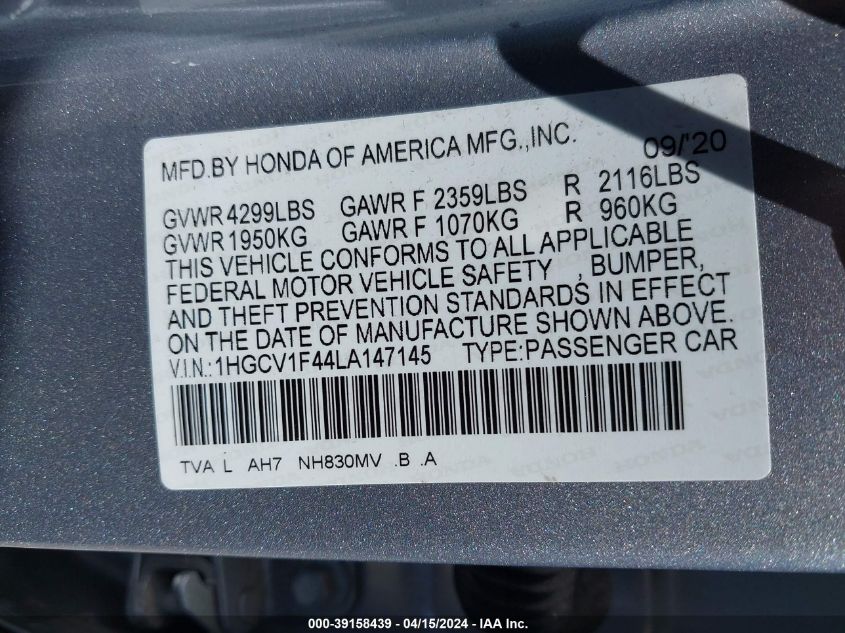 MFD.BY HONDA OF AMERICA MFG.,INC. 09/'20
GVWR 4299LBS GAWR F 2359LBS R 2116LBS
GVWR 1950KG GAWR F 1070KG R 960KG
THIS VEHICLE CONFORMS TO ALL APPLICABLE
FEDERAL MOTOR VEHICLE SAFETY , BUMPER,
AND THEFT PREVENTION STANDARDS IN EFFECT
ON THE DATE OF MANUFACTURE SHOWN ABOVE.
V.I.N.:1HGCV1F44LA147145 TYPE:PASSENGER CAR
TVA L AH7 NH830MV .B .A
000-39158439 - 04/15/2024 - IAA Inc.